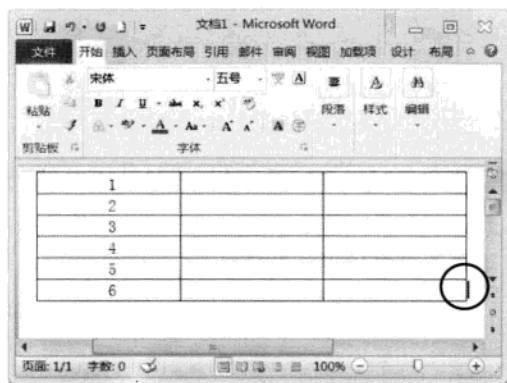 文档1 - Microsoft Word
文件 开始 插入 页面布局 引用 邮件 审阅 视图 加载项 设计 布局
宋体 五号
B I U abc x, x'
粘贴 段落 样式 编辑
A Aa A A A
剪贴板 字体
1
2
3
4
5
6
页面: 1/1 字数: 0 100%